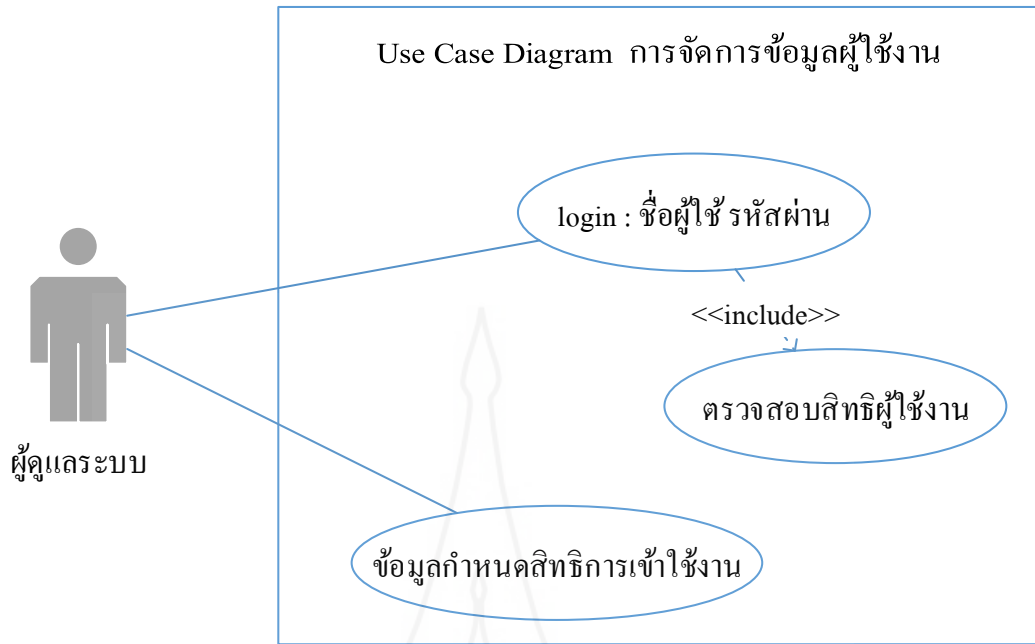 Use Case Diagram การจัดการข้อมูลผู้ใช้งาน
login : ชื่อผู้ใช้ รหัสผ่าน
<<include>>
ตรวจสอบสิทธิผู้ใช้งาน
ผู้ดูแลระบบ
ข้อมูลกำหนดสิทธิการเข้าใช้งาน